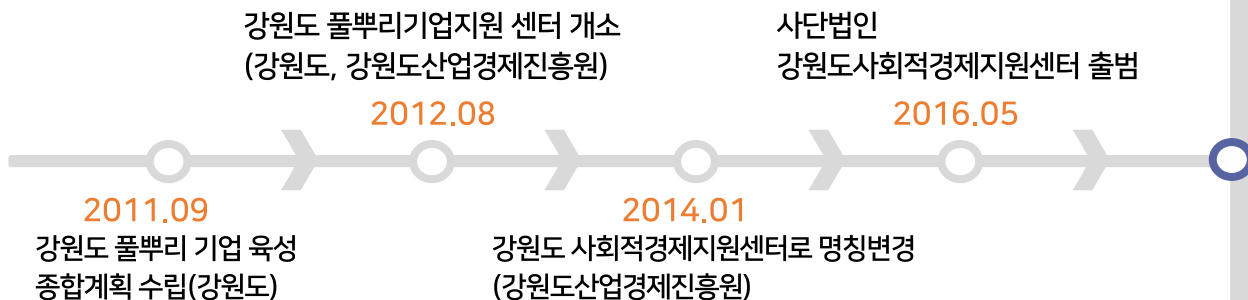 강원도 풀뿌리기업지원 센터 개소
(강원도, 강원도산업경제진흥원)
2012.08
사단법인
강원도사회적경제지원센터 출범
2016.05
2011.09
강원도 풀뿌리 기업 육성
종합계획 수립(강원도)
2014.01
강원도 사회적경제지원센터로 명칭변경
(강원도산업경제진흥원)